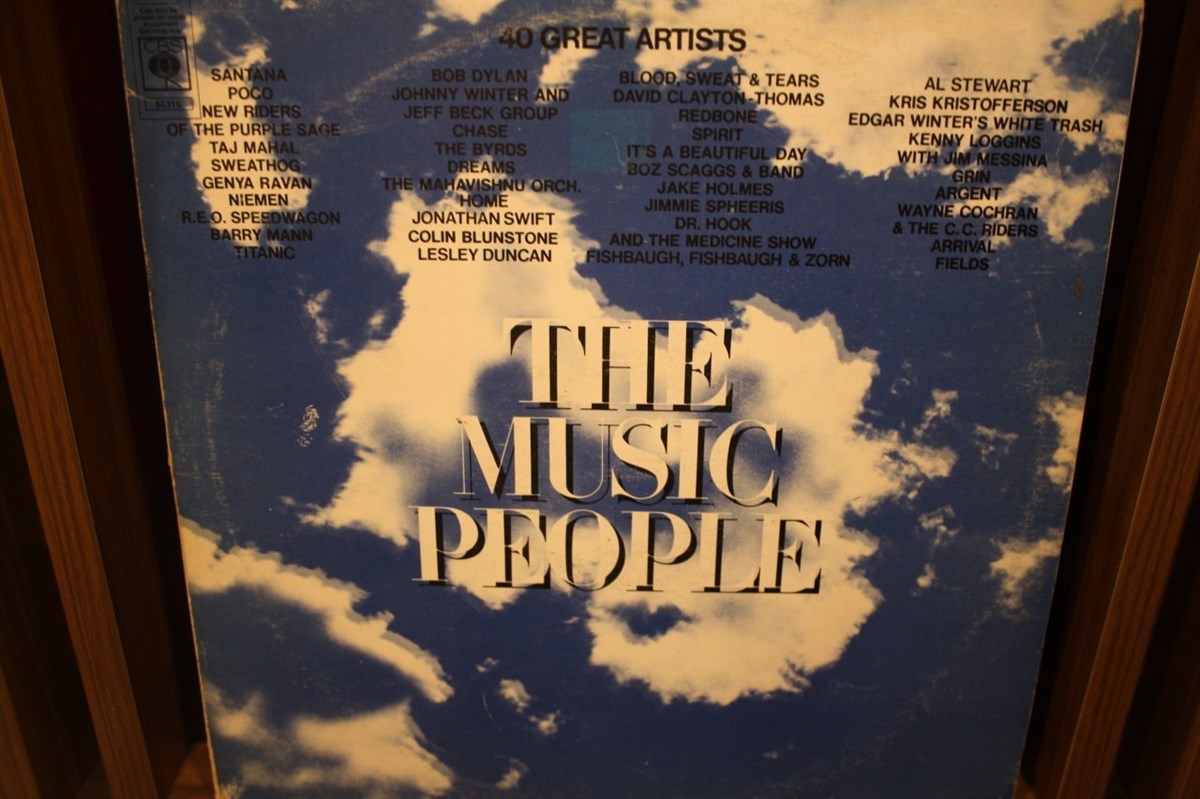 40 GREAT ARTISTS
CBS
SANTANA
POCO
NEW RIDERS
OF THE PURPLE SAGE
TAJ MAHAL
SWEATHOG
GENYA RAVAN
NIEMEN
R.E.O. SPEEDWAGON
BARRY MANN
TITANIC
BOB DYLAN
JOHNNY WINTER AND
JEFF BECK GROUP
CHASE
THE BYRDS
DREAMS
THE MAHAVISHNU ORCH.
HOME
JONATHAN SWIFT
COLIN BLUNSTONE
LESLEY DUNCAN
BLOOD, SWEAT & TEARS
DAVID CLAYTON-THOMAS
REDBONE
SPIRIT
IT'S A BEAUTIFUL DAY
BOZ SCAGGS & BAND
JAKE HOLMES
JIMMIE SPHEERIS
DR. HOOK
AND THE MEDICINE SHOW
FISHBAUGH, FISHBAUGH & ZORN
AL STEWART
KRIS KRISTOFFERSON
EDGAR WINTER'S WHITE TRASH
KENNY LOGGINS
WITH JIM MESSINA
GRIN
ARGENT
WAYNE COCHRAN
& THE C.C. RIDERS
ARRIVAL
FIELDS
THE
MUSIC
PEOPLE